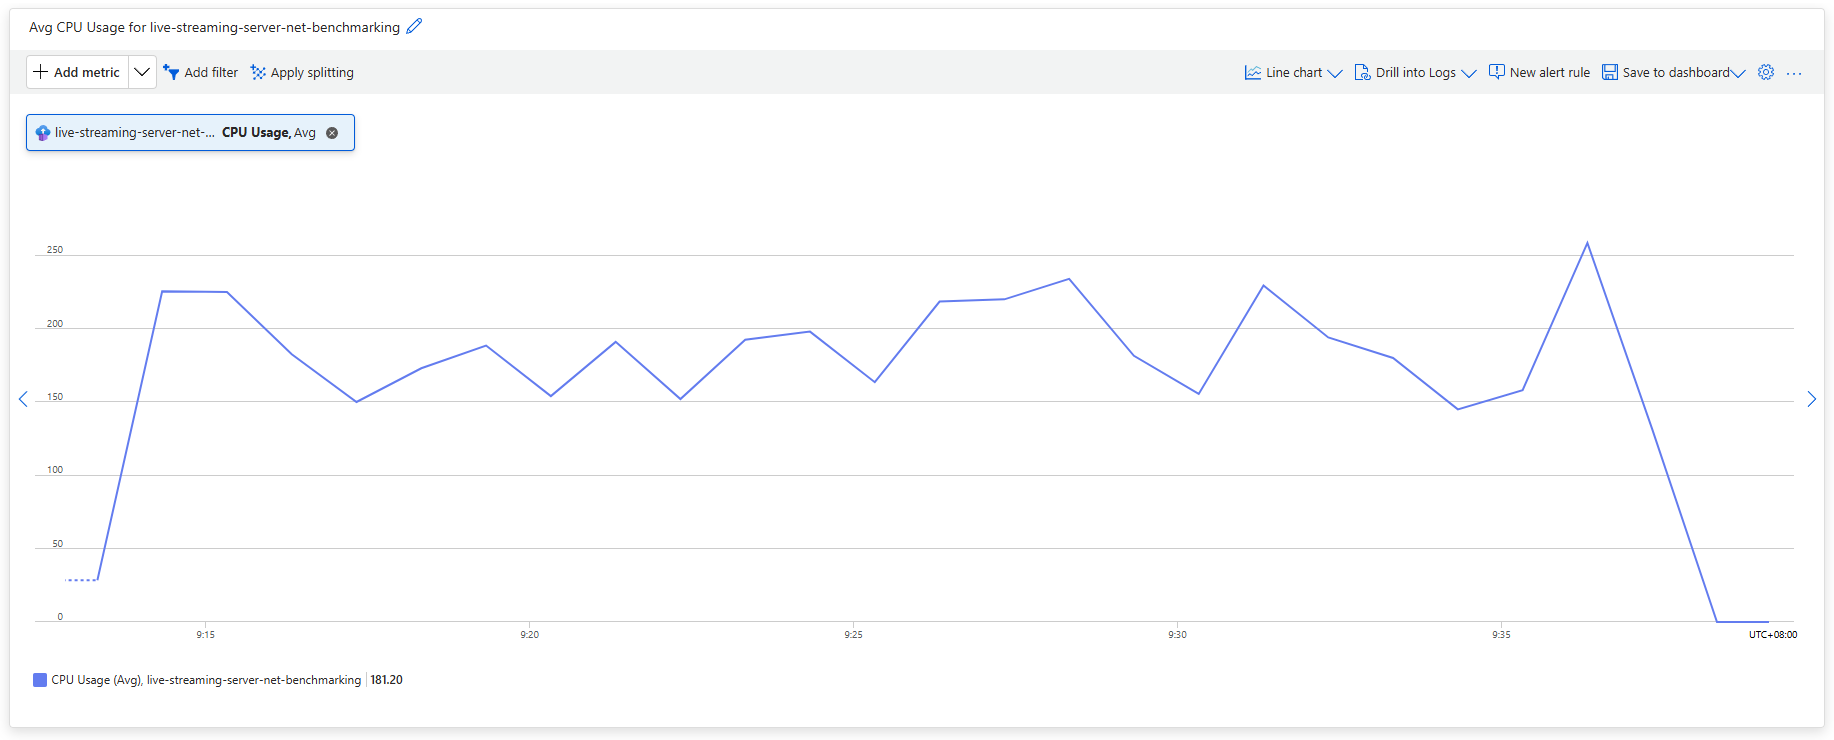 Avg CPU Usage for live-streaming-server-net-benchmarking
Add metric Add filter Apply splitting Line chart Drill into Logs New alert rule Save to dashboard ...
live-streaming-server-net-... CPU Usage, Avg
250
200
150
100
50
0
9:15 9:20 9:25 9:30 9:35 UTC+08:00
CPU Usage (Avg), live-streaming-server-net-benchmarking | 181.20